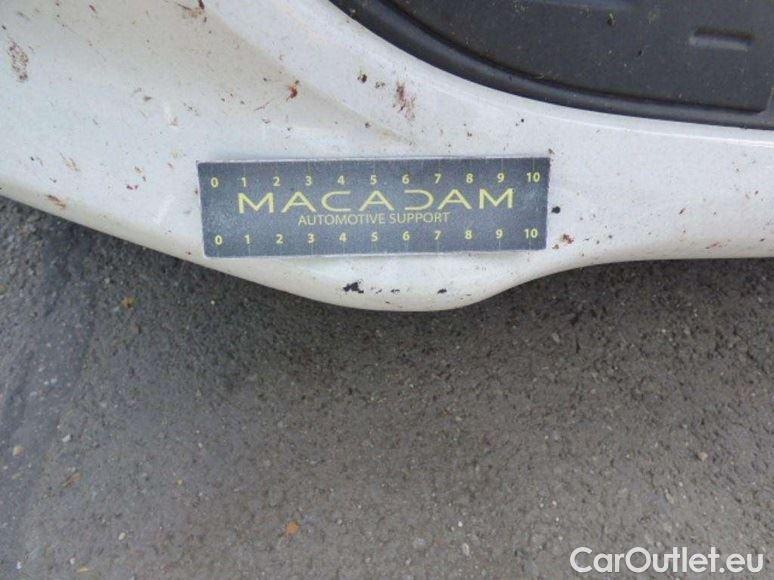 0 1 2 3 4 5 6 7 8 9 10
MACADAM
AUTOMOTIVE SUPPORT
0 1 2 3 4 5 6 7 8 9 10
CarOutlet.eu